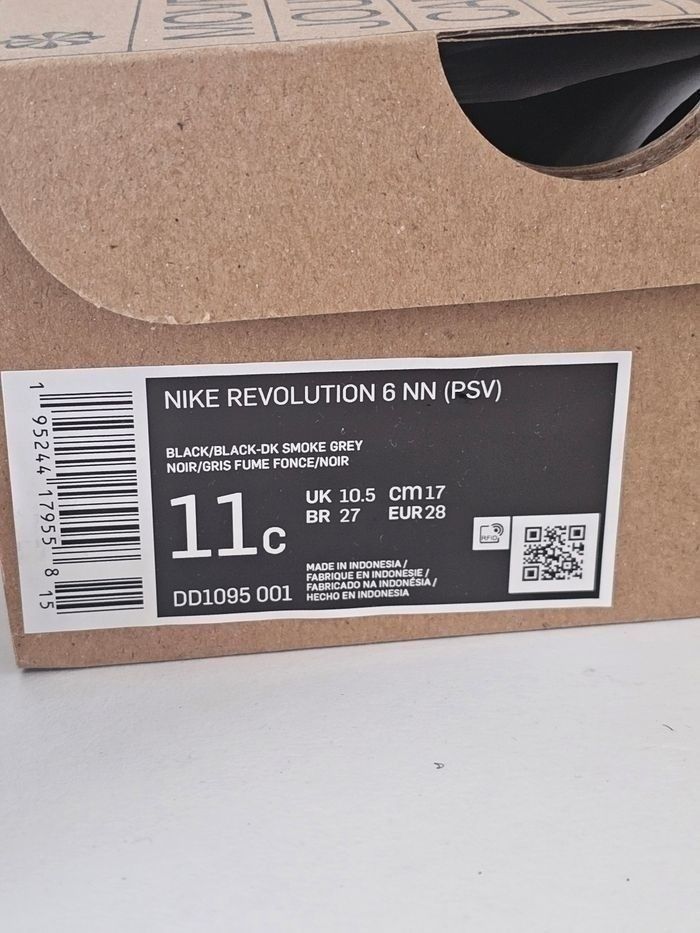 NIKE REVOLUTION 6 NN (PSV)
BLACK/BLACK-DK SMOKE GREY
NOIR/GRIS FUME FONCE/NOIR
11C
UK 10.5 cm 17
BR 27 EUR 28
RFID
DD1095 001
MADE IN INDONESIA /
FABRIQUE EN INDONESIE /
FABRICADO NA INDONÉSIA /
HECHO EN INDONESIA
1 95244 17955 8 15